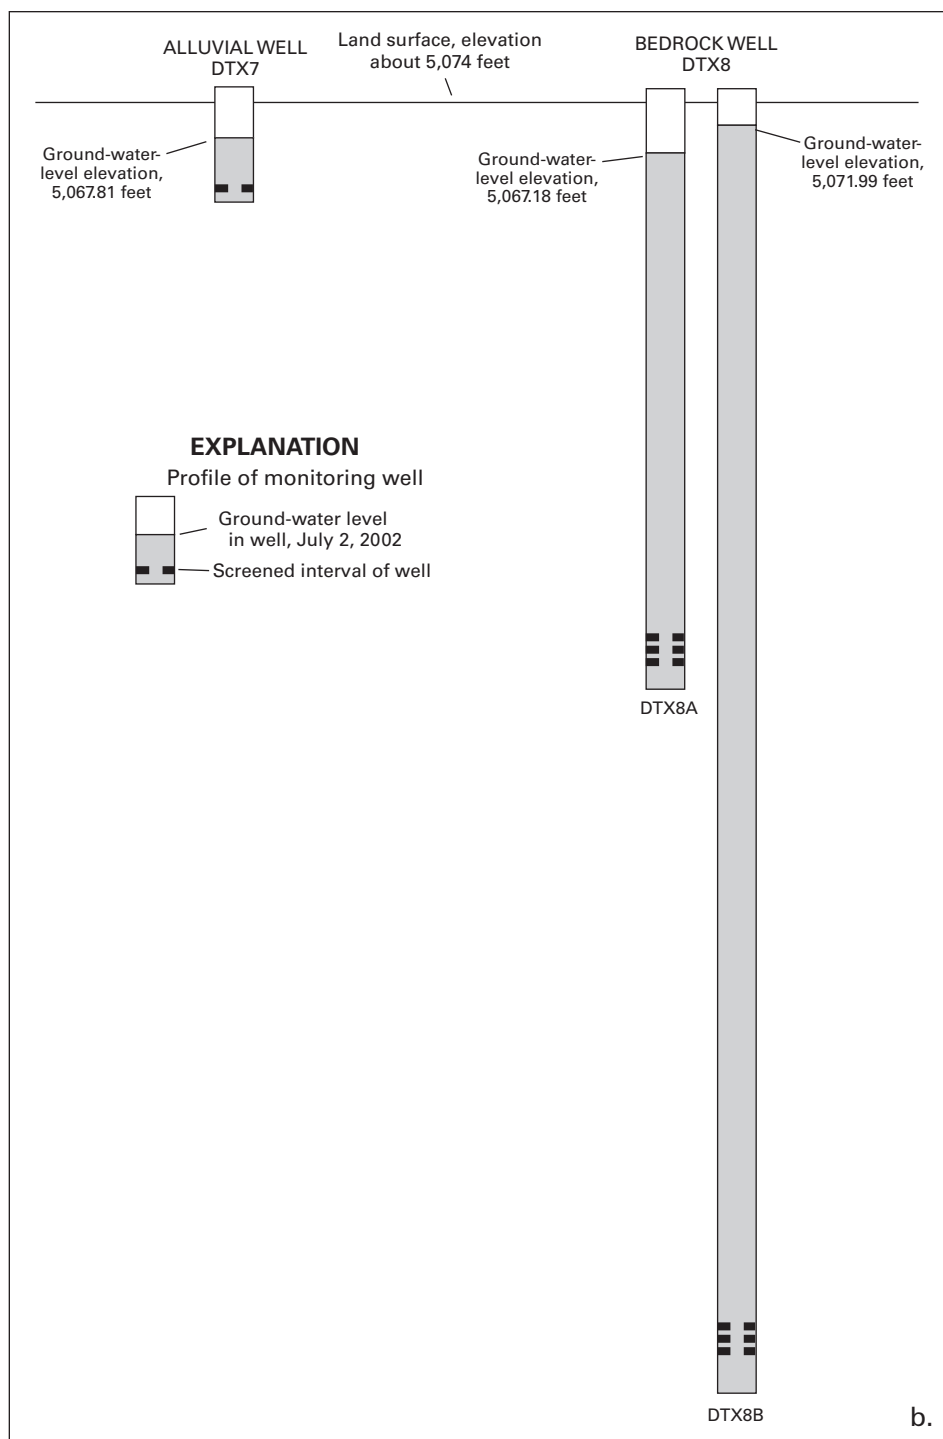 ALLUVIAL WELL
DTX7
Land surface, elevation
about 5,074 feet
BEDROCK WELL
DTX8
Ground-water-
level elevation,
5,067.81 feet
Ground-water-
level elevation,
5,067.18 feet
Ground-water-
level elevation,
5,071.99 feet
EXPLANATION
Profile of monitoring well
Ground-water level
in well, July 2, 2002
Screened interval of well
DTX8A
DTX8B
b.